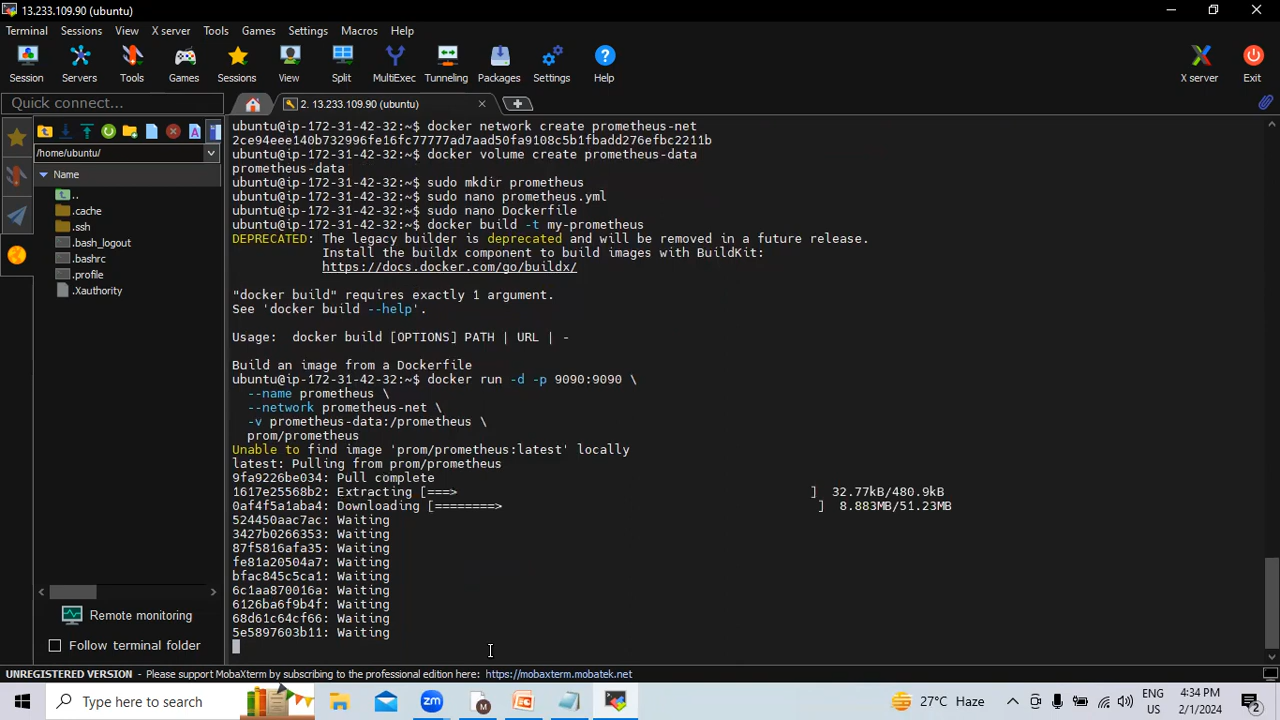 13.233.109.90 (ubuntu)
Terminal Sessions View X server Tools Games Settings Macros Help
Session Servers Tools Games Sessions View Split MultiExec Tunneling Packages Settings Help X server Exit
Quick connect...
2. 13.233.109.90 (ubuntu)
/home/ubuntu/
Name
..
.cache
.ssh
.bash_logout
.bashrc
.profile
.Xauthority
Remote monitoring
Follow terminal folder
ubuntu@ip-172-31-42-32:~$ docker network create prometheus-net
2ce94eee140b732996fe16fc77777ad7aad50fa9108c5b1fbadd276efbc2211b
ubuntu@ip-172-31-42-32:~$ docker volume create prometheus-data
prometheus-data
ubuntu@ip-172-31-42-32:~$ sudo mkdir prometheus
ubuntu@ip-172-31-42-32:~$ sudo nano prometheus.yml
ubuntu@ip-172-31-42-32:~$ sudo nano Dockerfile
ubuntu@ip-172-31-42-32:~$ docker build -t my-prometheus
DEPRECATED: The legacy builder is deprecated and will be removed in a future release.
Install the buildx component to build images with BuildKit:
https://docs.docker.com/go/buildx/
"docker build" requires exactly 1 argument.
See 'docker build --help'.
Usage:  docker build [OPTIONS] PATH | URL | -
Build an image from a Dockerfile
ubuntu@ip-172-31-42-32:~$ docker run -d -p 9090:9090 \
--name prometheus \
--network prometheus-net \
-v prometheus-data:/prometheus \
prom/prometheus
Unable to find image 'prom/prometheus:latest' locally
latest: Pulling from prom/prometheus
9fa9226be034: Pull complete
1617e25568b2: Extracting [===> ] 32.77kB/480.9kB
0af4f5a1aba4: Downloading [========> ] 8.883MB/51.23MB
524450aac7ac: Waiting
3427b0266353: Waiting
87f5816afa35: Waiting
fe81a20504a7: Waiting
bfac845c5ca1: Waiting
6c1aa870016a: Waiting
6126ba6f9b4f: Waiting
68d61c64cf66: Waiting
5e5897603b11: Waiting
UNREGISTERED VERSION - Please support MobaXterm by subscribing to the professional edition here: https://mobaxterm.mobatek.net
Type here to search
zm
27°C Haze
ENG
US
4:34 PM
2/1/2024
2